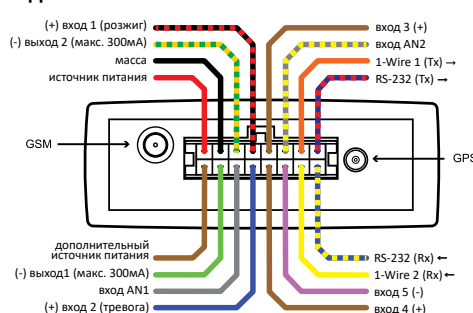 (+) вход 1 (розжиг)
(-) выход 2 (макс. 300мА)
масса
источник питания
вход 3 (+)
вход AN2
1-Wire 1 (Tx) →
RS-232 (Tx) →
GSM
GPS
дополнительный
источник питания
(-) выход1 (макс. 300мА)
вход AN1
(+) вход 2 (тревога)
RS-232 (Rx) ←
1-Wire 2 (Rx) ←
вход 5 (-)
вход 4 (+)